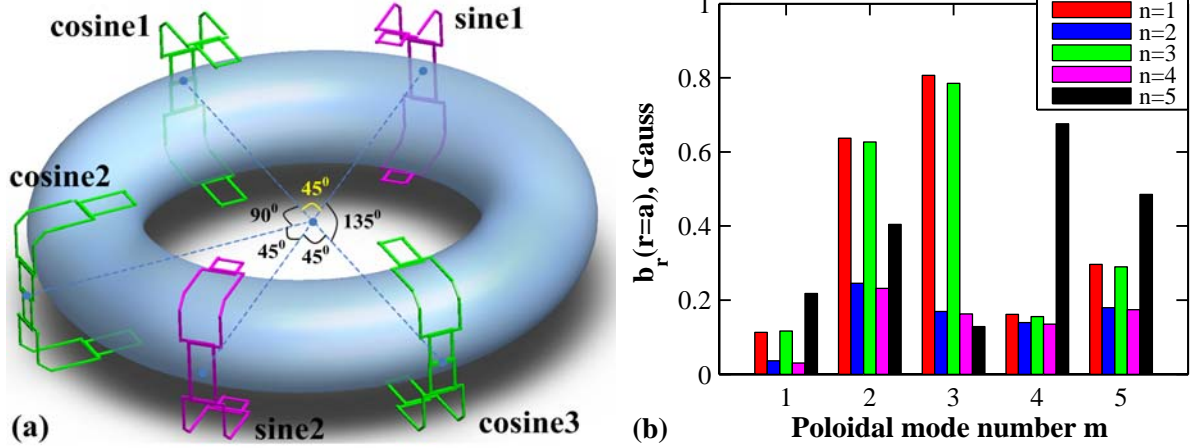 cosine1
sine1
cosine2
45⁰
90⁰
135⁰
45⁰
45⁰
sine2
cosine3
(a)
b_r(r=a), Gauss
1
0.8
0.6
0.4
0.2
0
n=1
n=2
n=3
n=4
n=5
1 2 3 4 5
Poloidal mode number m
(b)